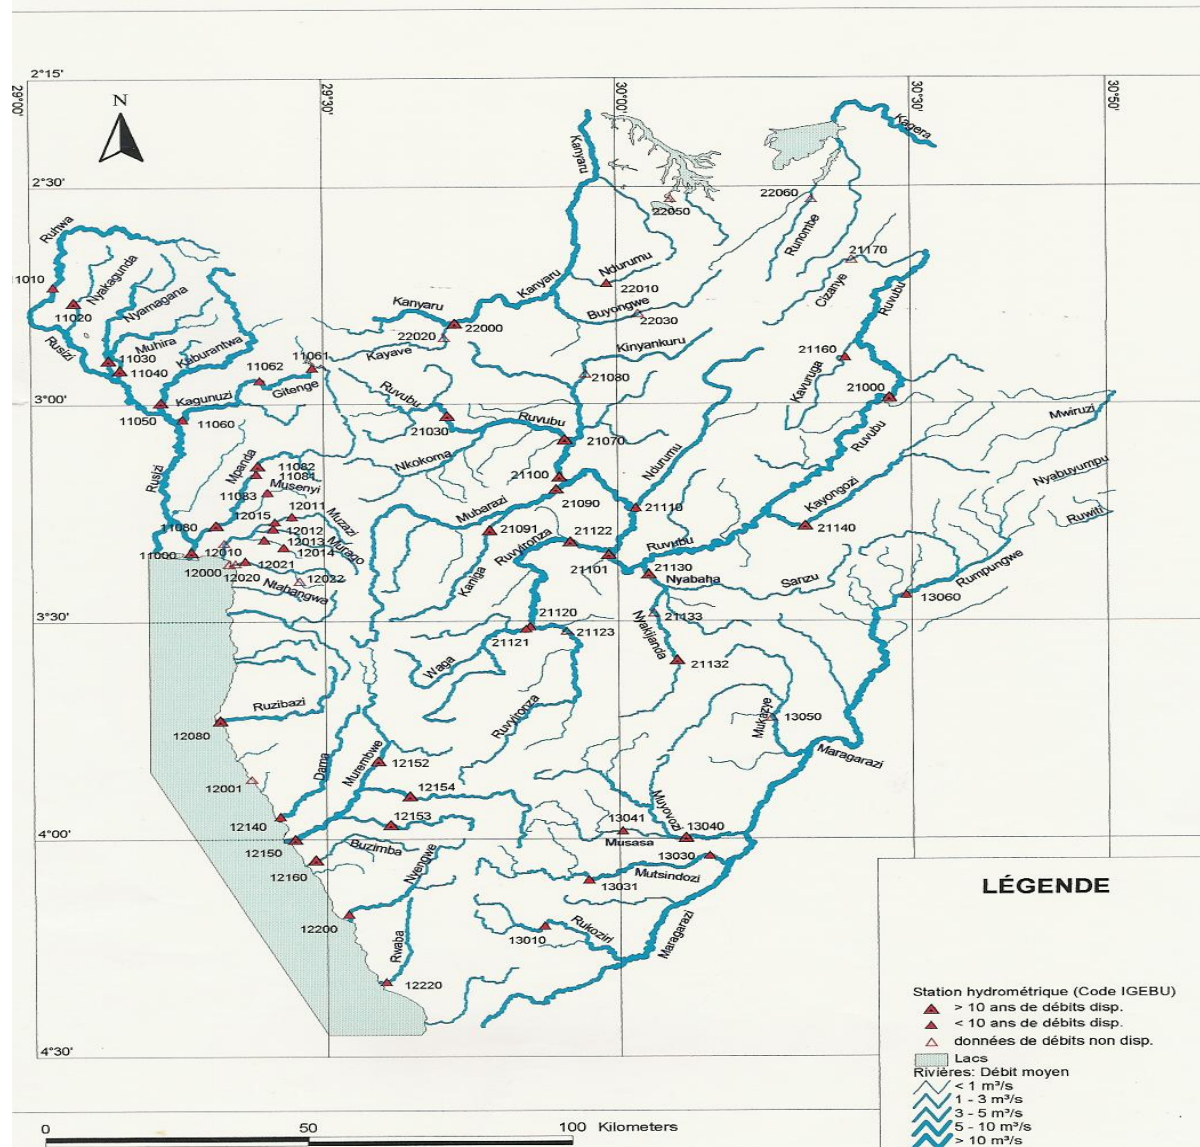 29°00'
29°30'
30°00'
30°30'
30°50'
2°15'
N
Kagera
Kanyaru
2°30'
22050
22060
Ruhwa
Runombe
21170
Ndurumu
22010
Cizanye
Nyakagunda
11020
Nyamagana
Kanyaru
Kanyaru
Buyongwe
22030
Ruvubu
22000
22020
Rusizi
Muhira
Kaburantwa
11030
11040
11061
11062
Kayave
Kinyankuru
21080
21160
Kavuruga
21000
Gitenge
Kagunuzi
11050
11060
3°00'
Ruvubu
21030
Ruvubu
21070
Mwiruzi
Ruvubu
Nkokoma
Ndurumu
Nyabuyumpu
Rusizi
Mpanda
11082
11081
Musenyi
11083
21100
21090
Mubarazi
21110
Kayongozi
21140
Ruwiti
12015
12011
Muzazi
11080
12012
12013
Murago
12014
21091
21122
Ruvyironza
21101
Ruvubu
11000
12010
12000
12020
12021
12022
Ntabangwa
Kaniga
21130
Nyabaha
Sanzu
Rumpungwe
13060
3°30'
21120
21121
21123
21133
Nyakijanda
21132
Waga
Ruzibazi
12080
Ruvyironza
Mukazye
13050
Maragarazi
Dama
Murembwe
12152
12001
12154
12153
Muyovozi
13041
13040
12140
4°00'
12150
Buzimba
Musasa
13030
12160
Nyengwe
Mutsindozi
13031
12200
Rwaba
13010
Rukoziri
Maragarazi
12220
4°30'
LÉGENDE
Station hydrométrique (Code IGEBU)
> 10 ans de débits disp.
< 10 ans de débits disp.
données de débits non disp.
Lacs
Rivières: Débit moyen
< 1 m³/s
1 - 3 m³/s
3 - 5 m³/s
5 - 10 m³/s
> 10 m³/s
0 50 100 Kilometers